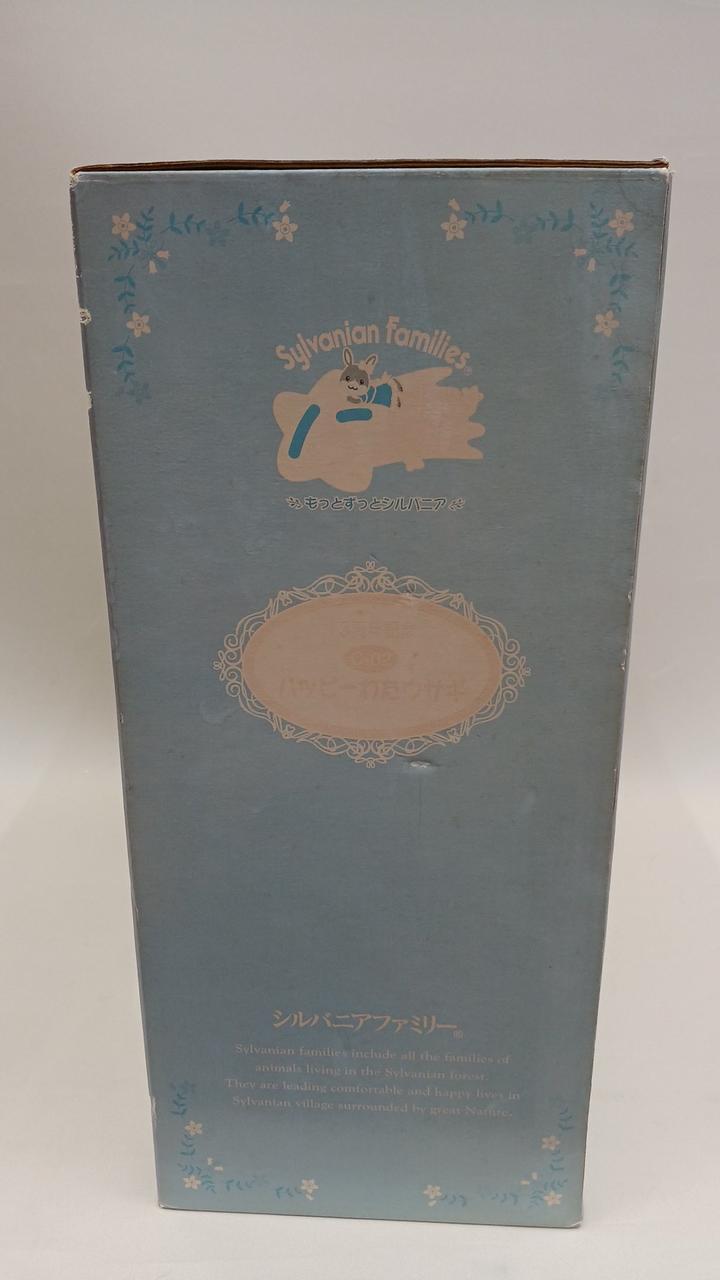 Sylvanian Families®
もっとずっとシルバニア
ハッピーわたウサギ
シルバニアファミリー®
Sylvanian families include all the families of
animals living in the Sylvanian forest.
They are leading comfortable and happy lives in
Sylvanian village surrounded by great Nature.